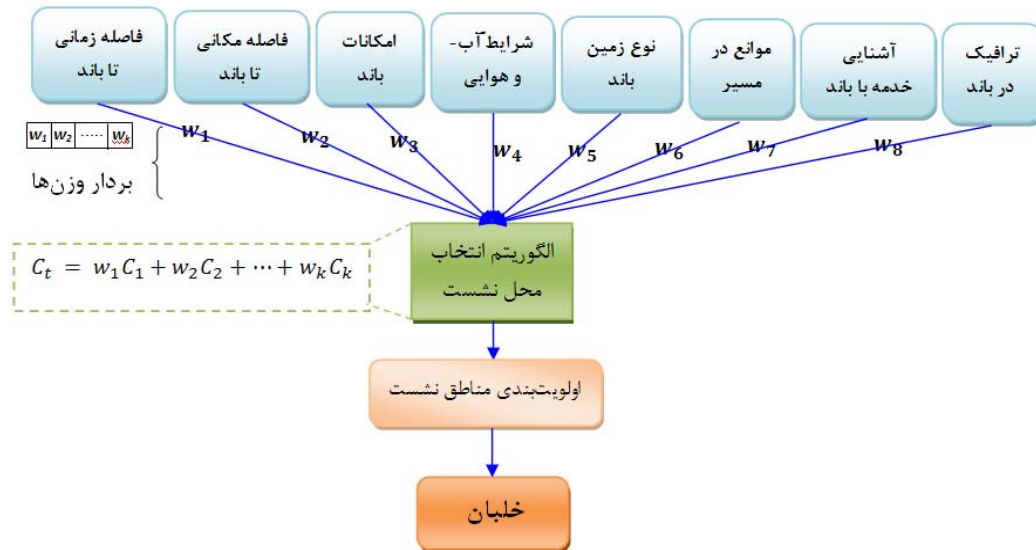 فاصله زمانی
تا باند
فاصله مکانی
تا باند
امکانات
باند
شرایط آب-
و هوایی
نوع زمین
باند
موانع در
مسیر
آشنایی
خدمه با باند
ترافیک
در باند
w₁ w₂ ····· wₖ
بردار وزن‌ها
w₁
w₂
w₃
w₄
w₅
w₆
w₇
w₈
الگوریتم انتخاب
محل نشست
Cₜ = w₁C₁ + w₂C₂ + ⋯ + wₖCₖ
اولویت‌بندی مناطق نشست
خلبان